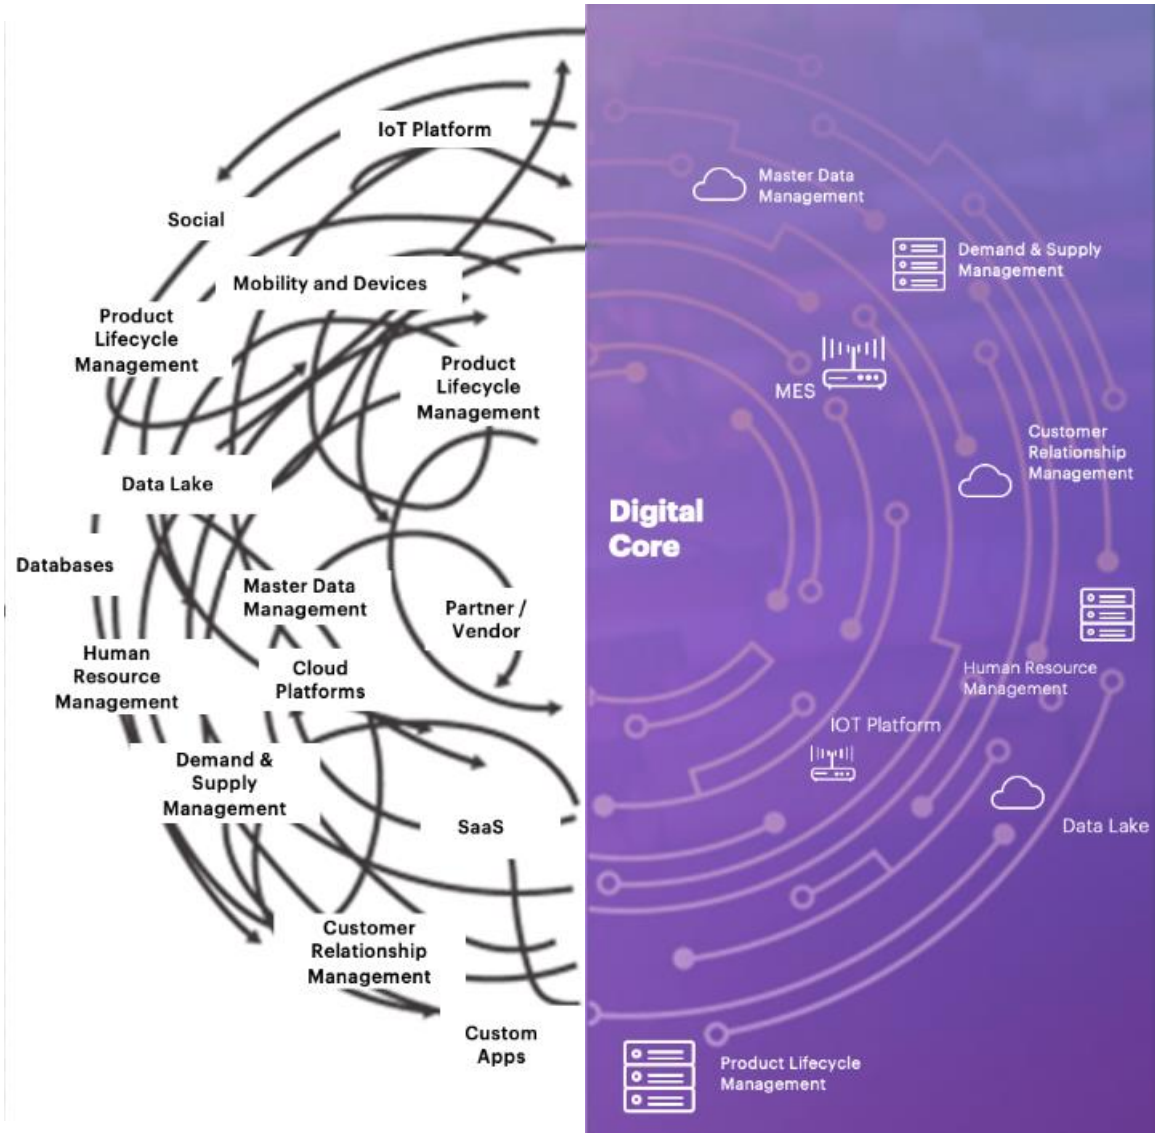 IoT Platform
Social
Mobility and Devices
Product
Lifecycle
Management
Product
Lifecycle
Management
Data Lake
Databases
Master Data
Management
Partner /
Vendor
Human
Resource
Management
Cloud
Platforms
Demand &
Supply
Management
SaaS
Customer
Relationship
Management
Custom
Apps
Master Data
Management
Demand & Supply
Management
MES
Customer
Relationship
Management
Digital
Core
Human Resource
Management
IOT Platform
Data Lake
Product Lifecycle
Management